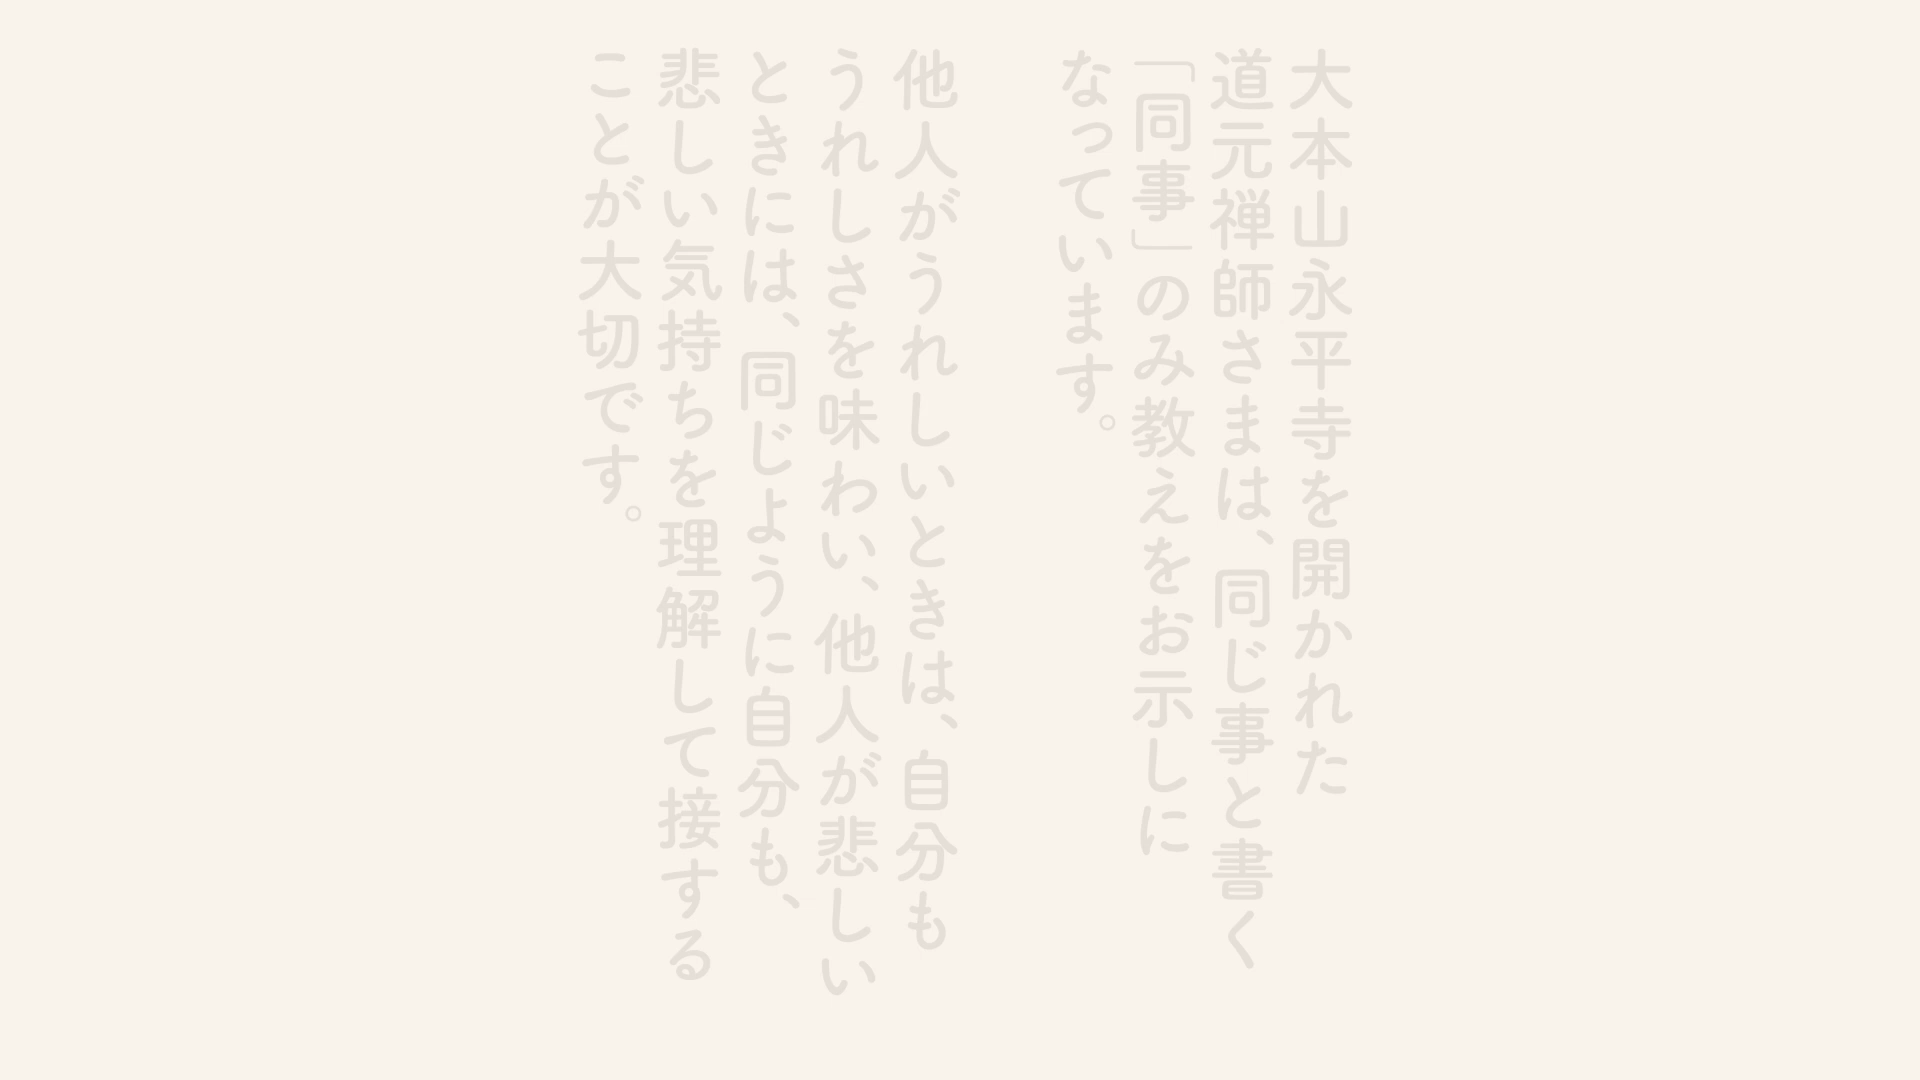 大本山永平寺を開かれた
道元禅師さまは、同じ事と書く
「同事」のみ教えをお示しに
なっています。
他人がうれしいときは、自分も
うれしさを味わい、他人が悲しい
ときには、同じように自分も、
悲しい気持ちを理解して接する
ことが大切です。